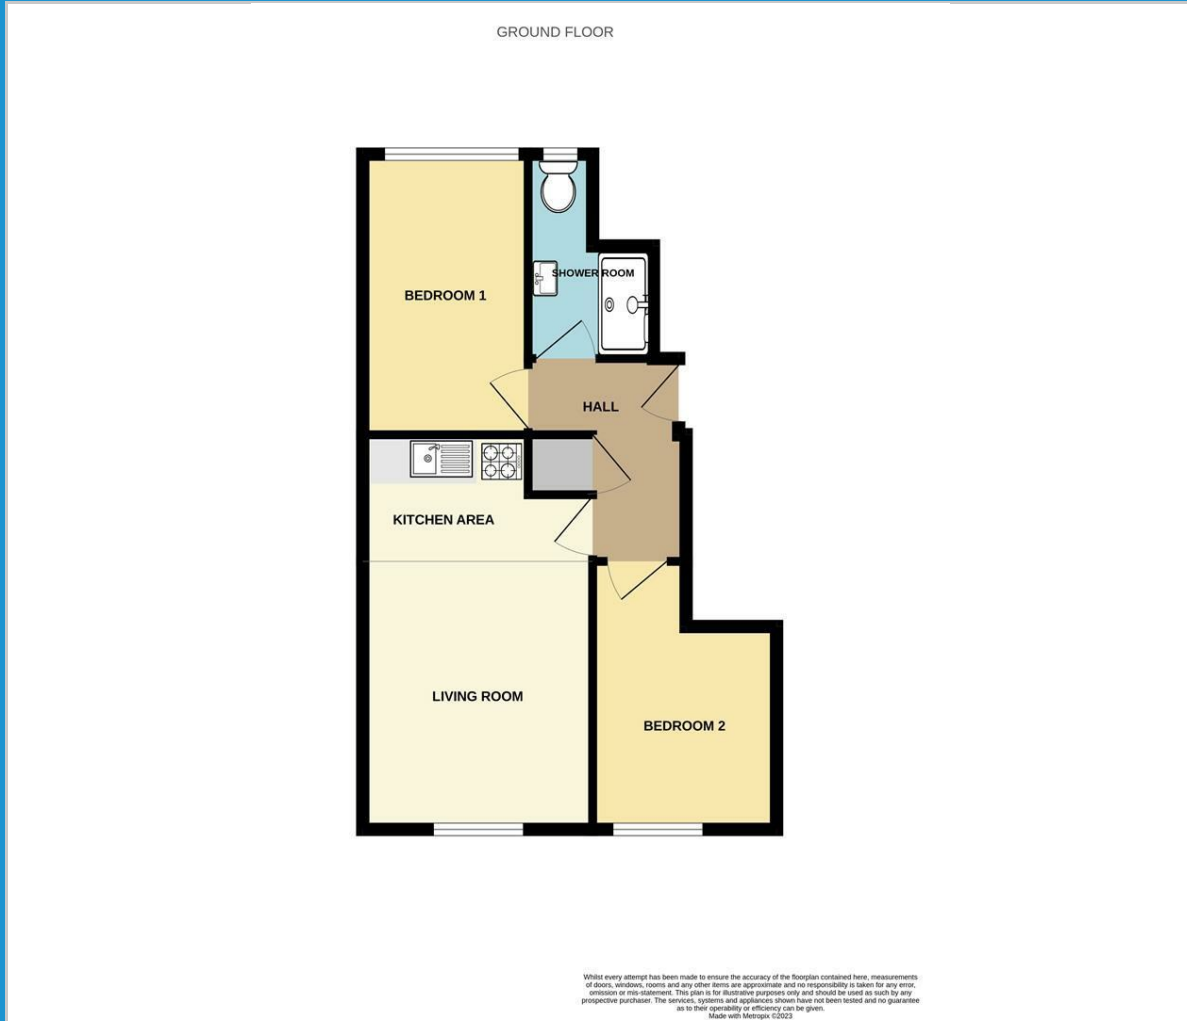 GROUND FLOOR
BEDROOM 1
SHOWER ROOM
HALL
KITCHEN AREA
LIVING ROOM
BEDROOM 2
Whilst every attempt has been made to ensure the accuracy of the floorplan contained here, measurements
of doors, windows, rooms and any other items are approximate and no responsibility is taken for any error,
omission or mis-statement. This plan is for illustrative purposes only and should be used as such by any
prospective purchaser. The services, systems and appliances shown have not been tested and no guarantee
as to their operability or efficiency can be given.
Made with Metropix ©2023